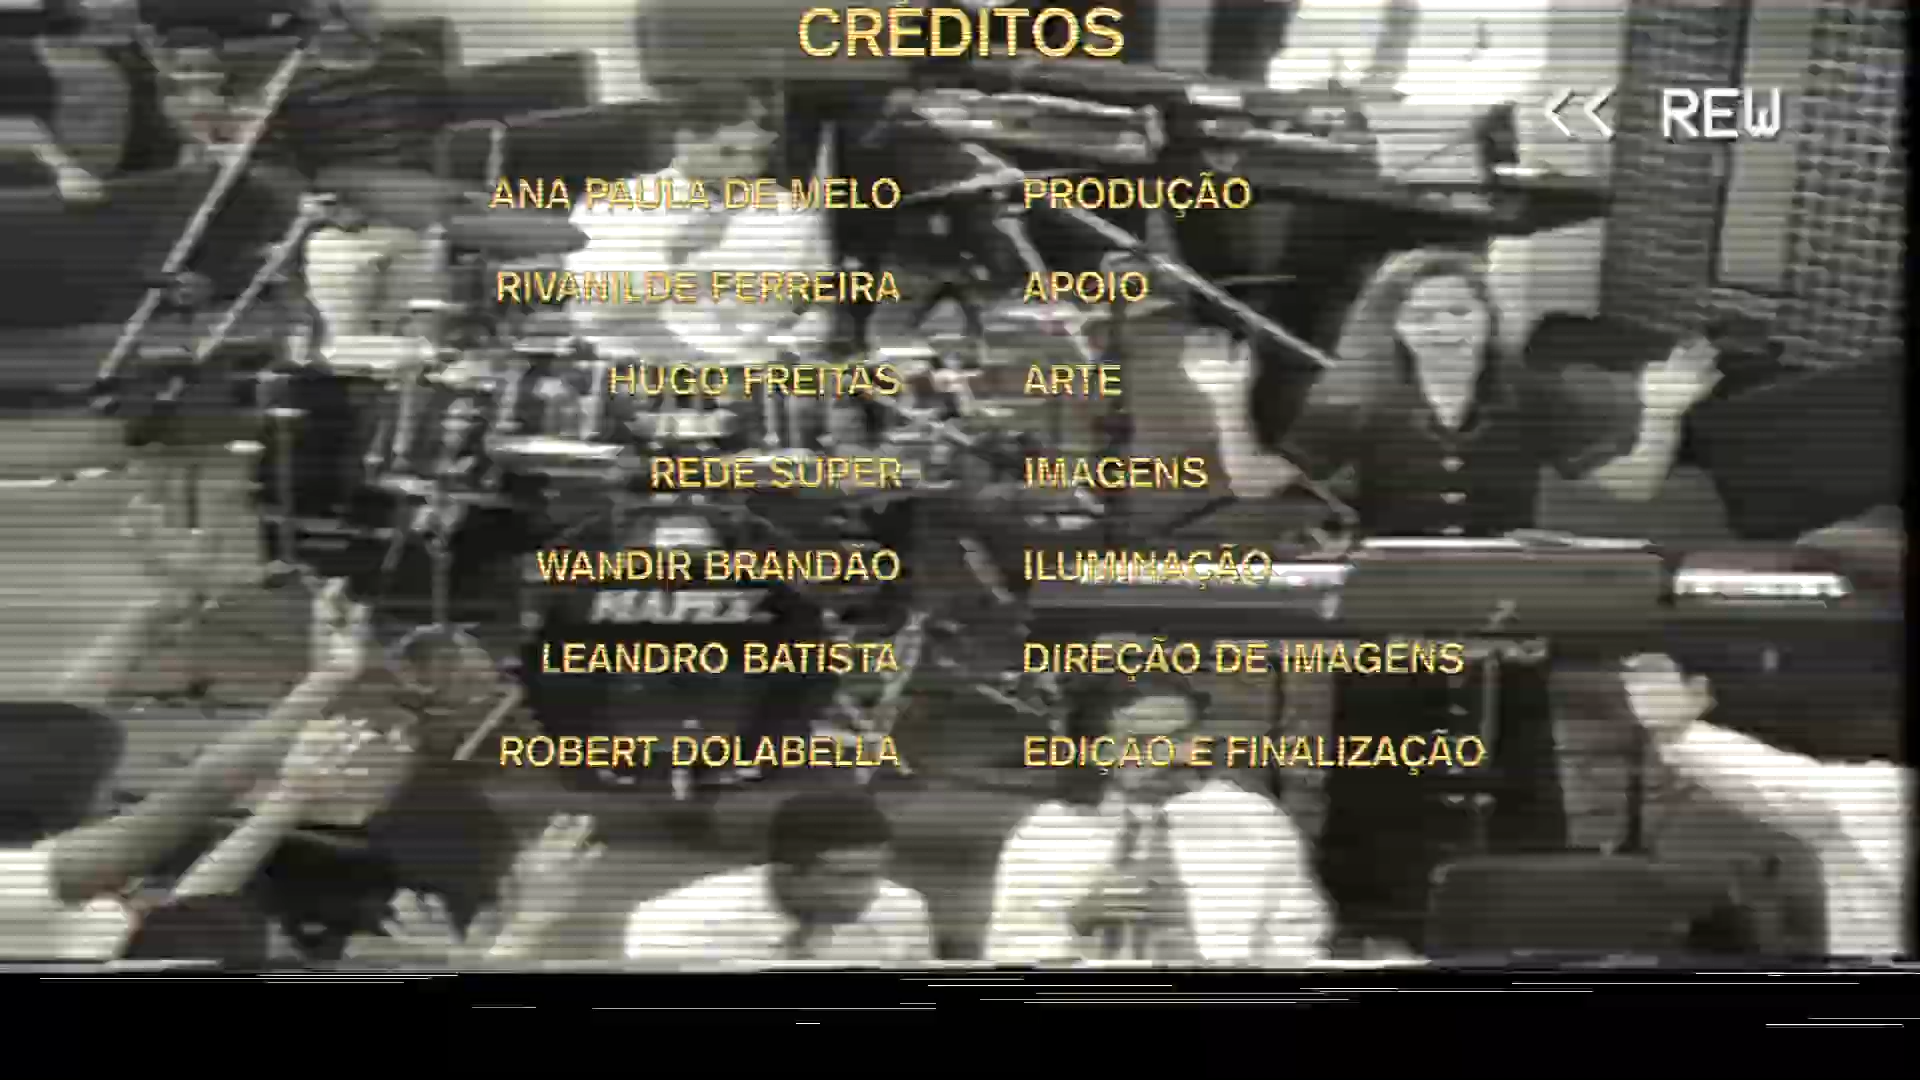 CRÉDITOS
<< REW
ANA PAULA DE MELO PRODUÇÃO
RIVANILDE FERREIRA APOIO
HUGO FREITAS ARTE
REDE SUPER IMAGENS
WANDIR BRANDÃO ILUMINAÇÃO
MAPEX
LEANDRO BATISTA DIREÇÃO DE IMAGENS
ROBERT DOLABELLA EDIÇÃO E FINALIZAÇÃO